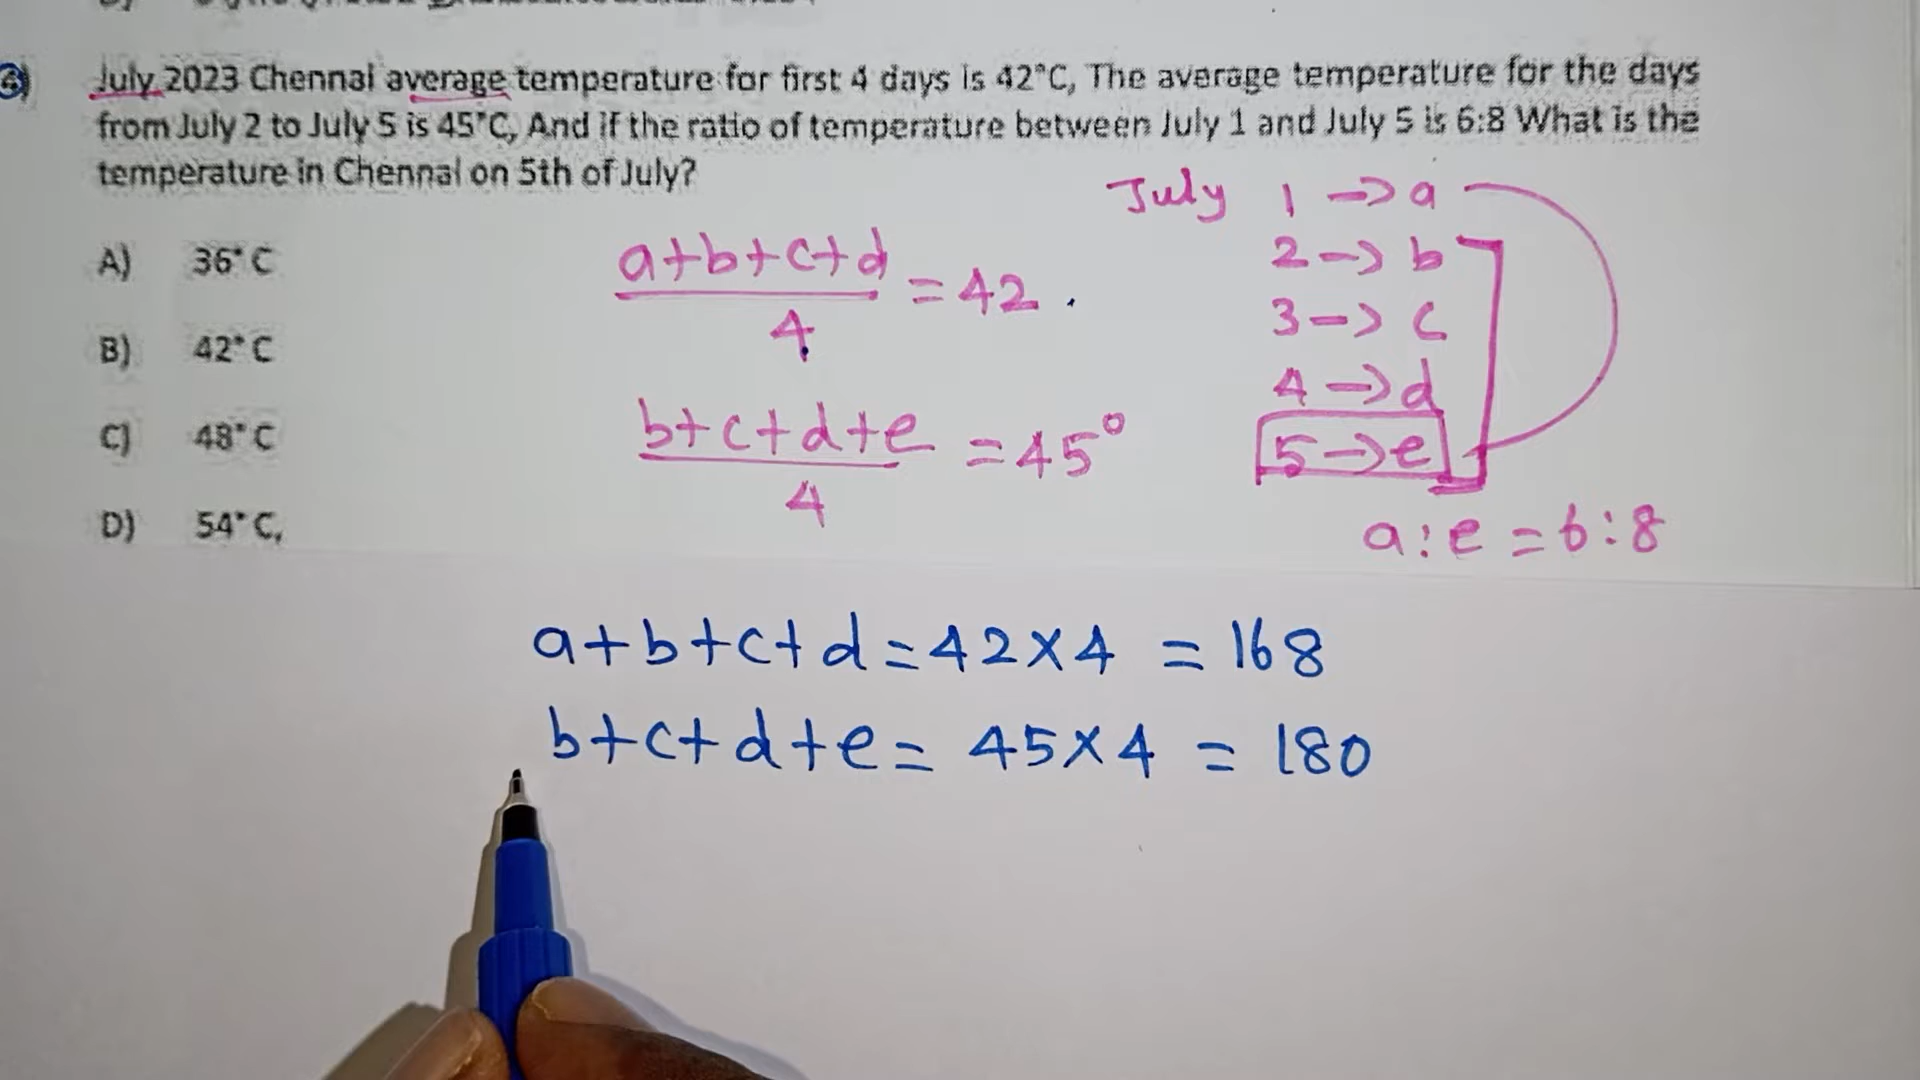 6) July 2023 Chennai average temperature for first 4 days is 42°C, The average temperature for the days
from July 2 to July 5 is 45°C, And if the ratio of temperature between July 1 and July 5 is 6:8 What is the
temperature in Chennai on 5th of July?
A) 36°C
B) 42°C
C) 48°C
D) 54°C,
a+b+c+d
4
=42.
b+c+d+e
4
=45°
July 1→a
2→b
3→c
4→d
5→e
a:e=6:8
a+b+c+d=42×4=168
b+c+d+e=45×4=180